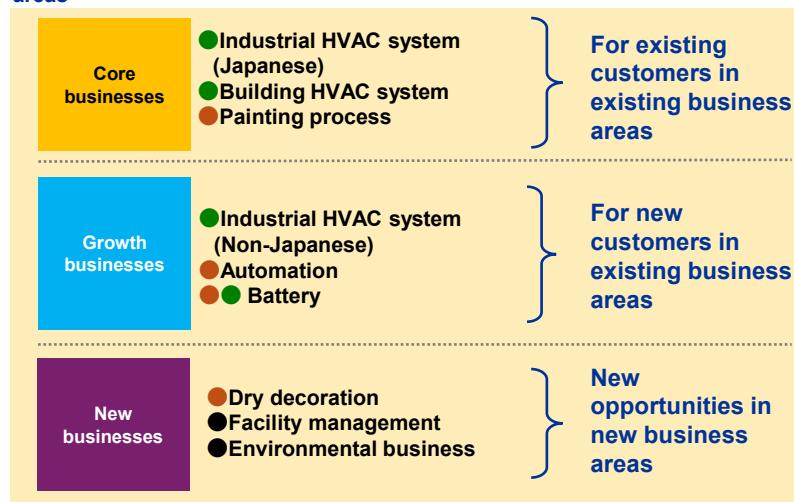 areas
Core
businesses
Industrial HVAC system
(Japanese)
Building HVAC system
Painting process
For existing
customers in
existing business
areas
Growth
businesses
Industrial HVAC system
(Non-Japanese)
Automation
Battery
For new
customers in
existing business
areas
New
businesses
Dry decoration
Facility management
Environmental business
New
opportunities in
new business
areas